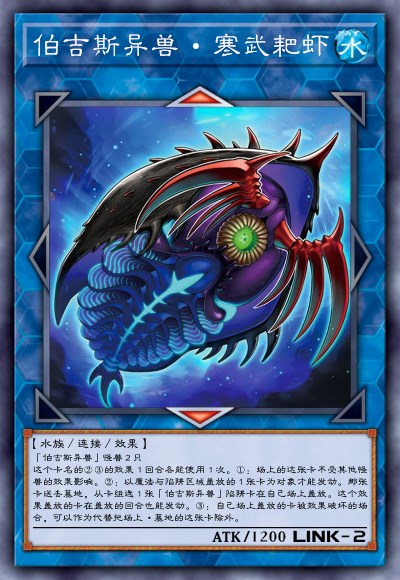 伯吉斯异兽·寒武耙虾
水
【水族/连接/效果】
「伯吉斯异兽」怪兽2只
这个卡名的②③的效果1回合各能使用1次。①：场上的这张卡不受其他怪
兽的效果影响。②：以魔法与陷阱区域盖放的1张卡为对象才能发动。那张
卡送去墓地，从卡组选1张「伯吉斯异兽」陷阱卡在自己场上盖放。这个效
果盖放的卡在盖放的回合也能发动。③：自己场上盖放的卡被效果破坏的场
合，可以作为代替把场上·墓地的这张卡除外。
ATK/1200 LINK-2